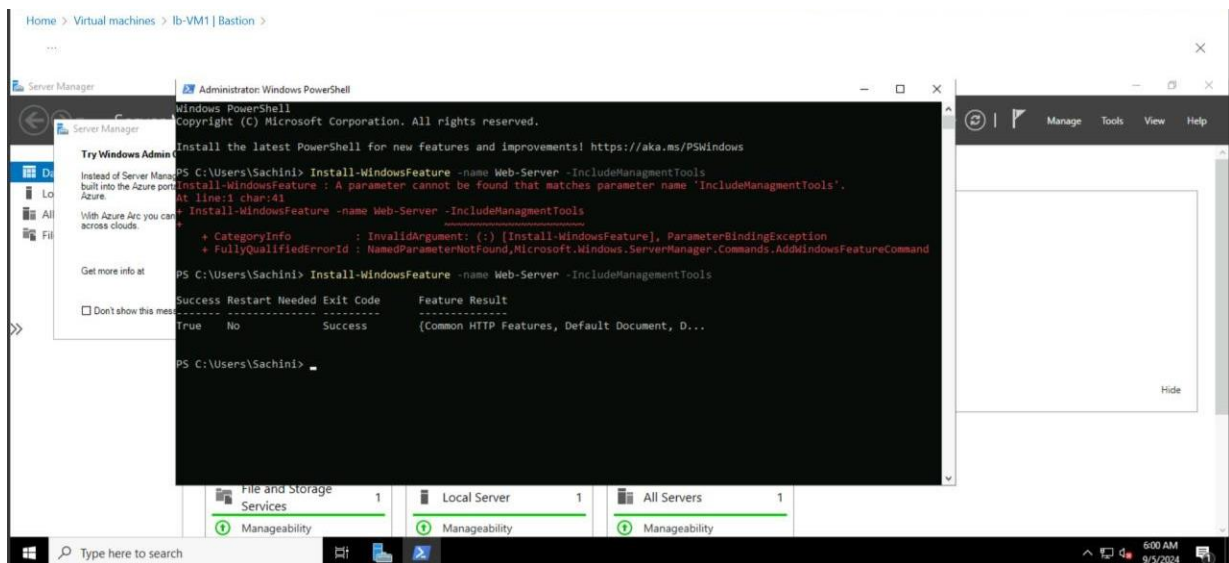 Home > Virtual machines > lb-VM1 | Bastion >
...
Server Manager
Administrator: Windows PowerShell
Manage Tools View Help
Server Manager
Try Windows Admin
Instead of Server Manag
built into the Azure porta
Azure.
With Azure Arc you can
across clouds.
Get more info at
Don't show this mess
Da
Lo
All
Fil
Windows PowerShell
Copyright (C) Microsoft Corporation. All rights reserved.
Install the latest PowerShell for new features and improvements! https://aka.ms/PSWindows
PS C:\Users\Sachini> Install-WindowsFeature -name Web-Server -IncludeManagmentTools
Install-WindowsFeature : A parameter cannot be found that matches parameter name 'IncludeManagmentTools'.
At line:1 char:41
+ Install-WindowsFeature -name Web-Server -IncludeManagmentTools
+ ~~~~~~~~~~~~~~~~~~~~~
+ CategoryInfo : InvalidArgument: (:) [Install-WindowsFeature], ParameterBindingException
+ FullyQualifiedErrorId : NamedParameterNotFound,Microsoft.Windows.ServerManager.Commands.AddWindowsFeatureCommand
PS C:\Users\Sachini> Install-WindowsFeature -name Web-Server -IncludeManagementTools
Success Restart Needed Exit Code Feature Result
------- -------------- --------- --------------
True No Success {Common HTTP Features, Default Document, D...
PS C:\Users\Sachini>
Hide
File and Storage
Services 1
Local Server 1
All Servers 1
Manageability
Manageability
Manageability
Type here to search
6:00 AM
9/5/2024